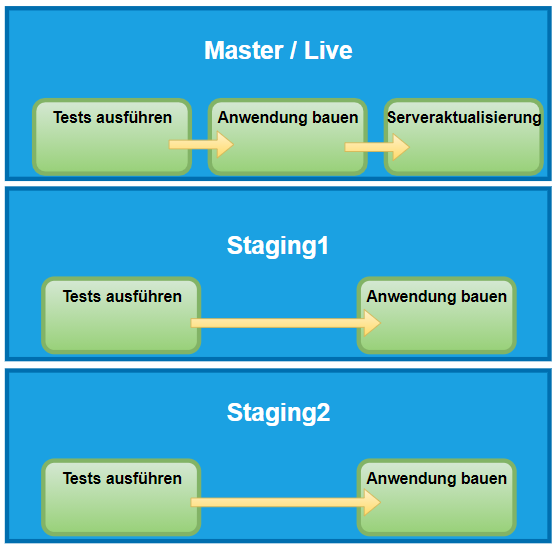 Master / Live
Tests ausführen
Anwendung bauen
Serveraktualisierung
Staging1
Tests ausführen
Anwendung bauen
Staging2
Tests ausführen
Anwendung bauen